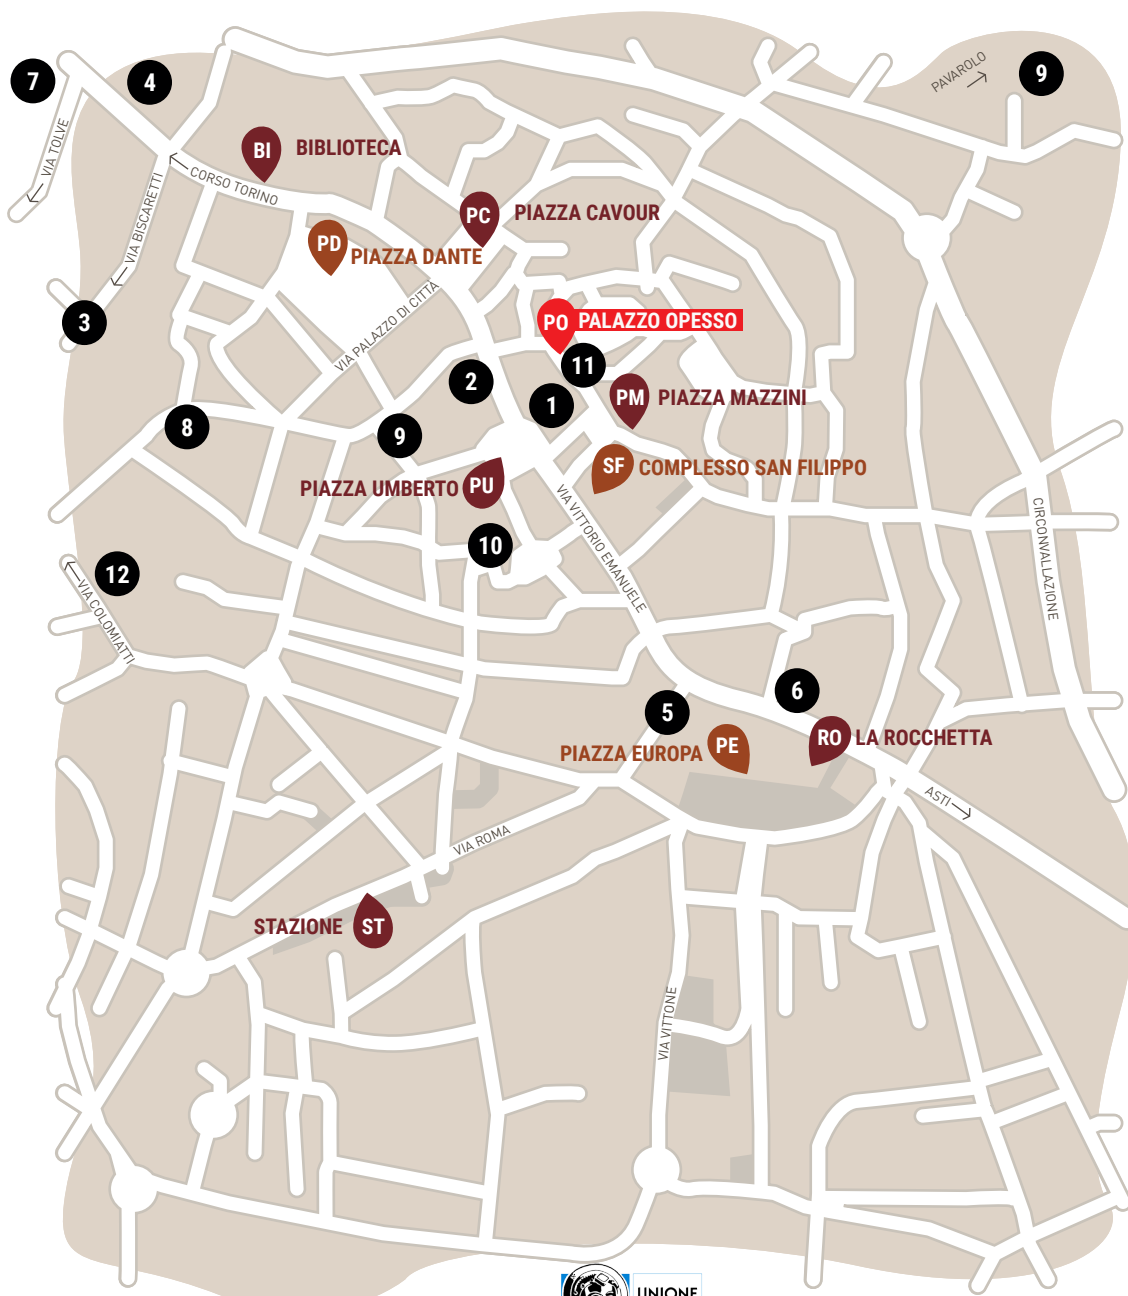 7
4
PAVAROLO
9
VIA TOLVE
BI
BIBLIOTECA
CORSO TORINO
VIA BISCARETTI
PC
PIAZZA CAVOUR
PD
PIAZZA DANTE
3
VIA PALAZZO DI CITTÀ
PO
PALAZZO OPESSO
11
2
1
PM
PIAZZA MAZZINI
8
9
SF
COMPLESSO SAN FILIPPO
PIAZZA UMBERTO
PU
VIA VITTORIO EMANUELE
CIRCONVALLAZIONE
10
12
VIA COLOMIATTI
6
5
RO
LA ROCCHETTA
PIAZZA EUROPA
PE
ASTI
VIA ROMA
STAZIONE
ST
VIA VITTONE
UNIONE